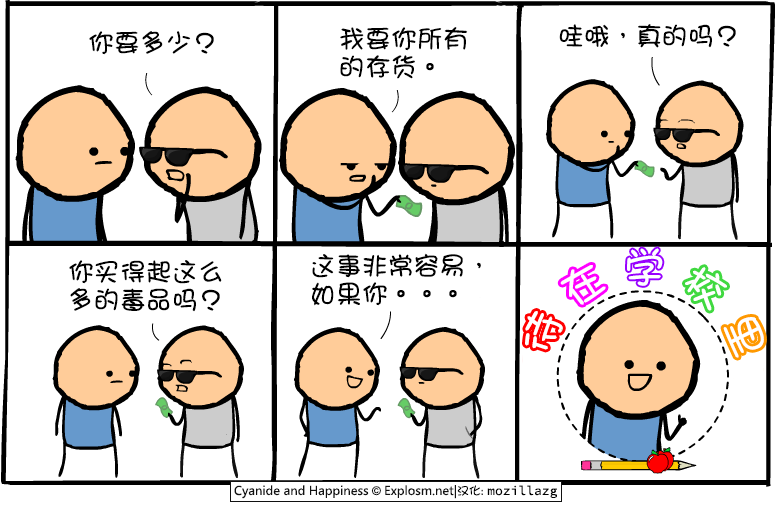 你要多少？
我要你所有
的存货。
哇哦，真的吗？
你买得起这么
多的毒品吗？
这事非常容易，
如果你。。。
待在学校里
Cyanide and Happiness © Explosm.net|汉化: mozillazg